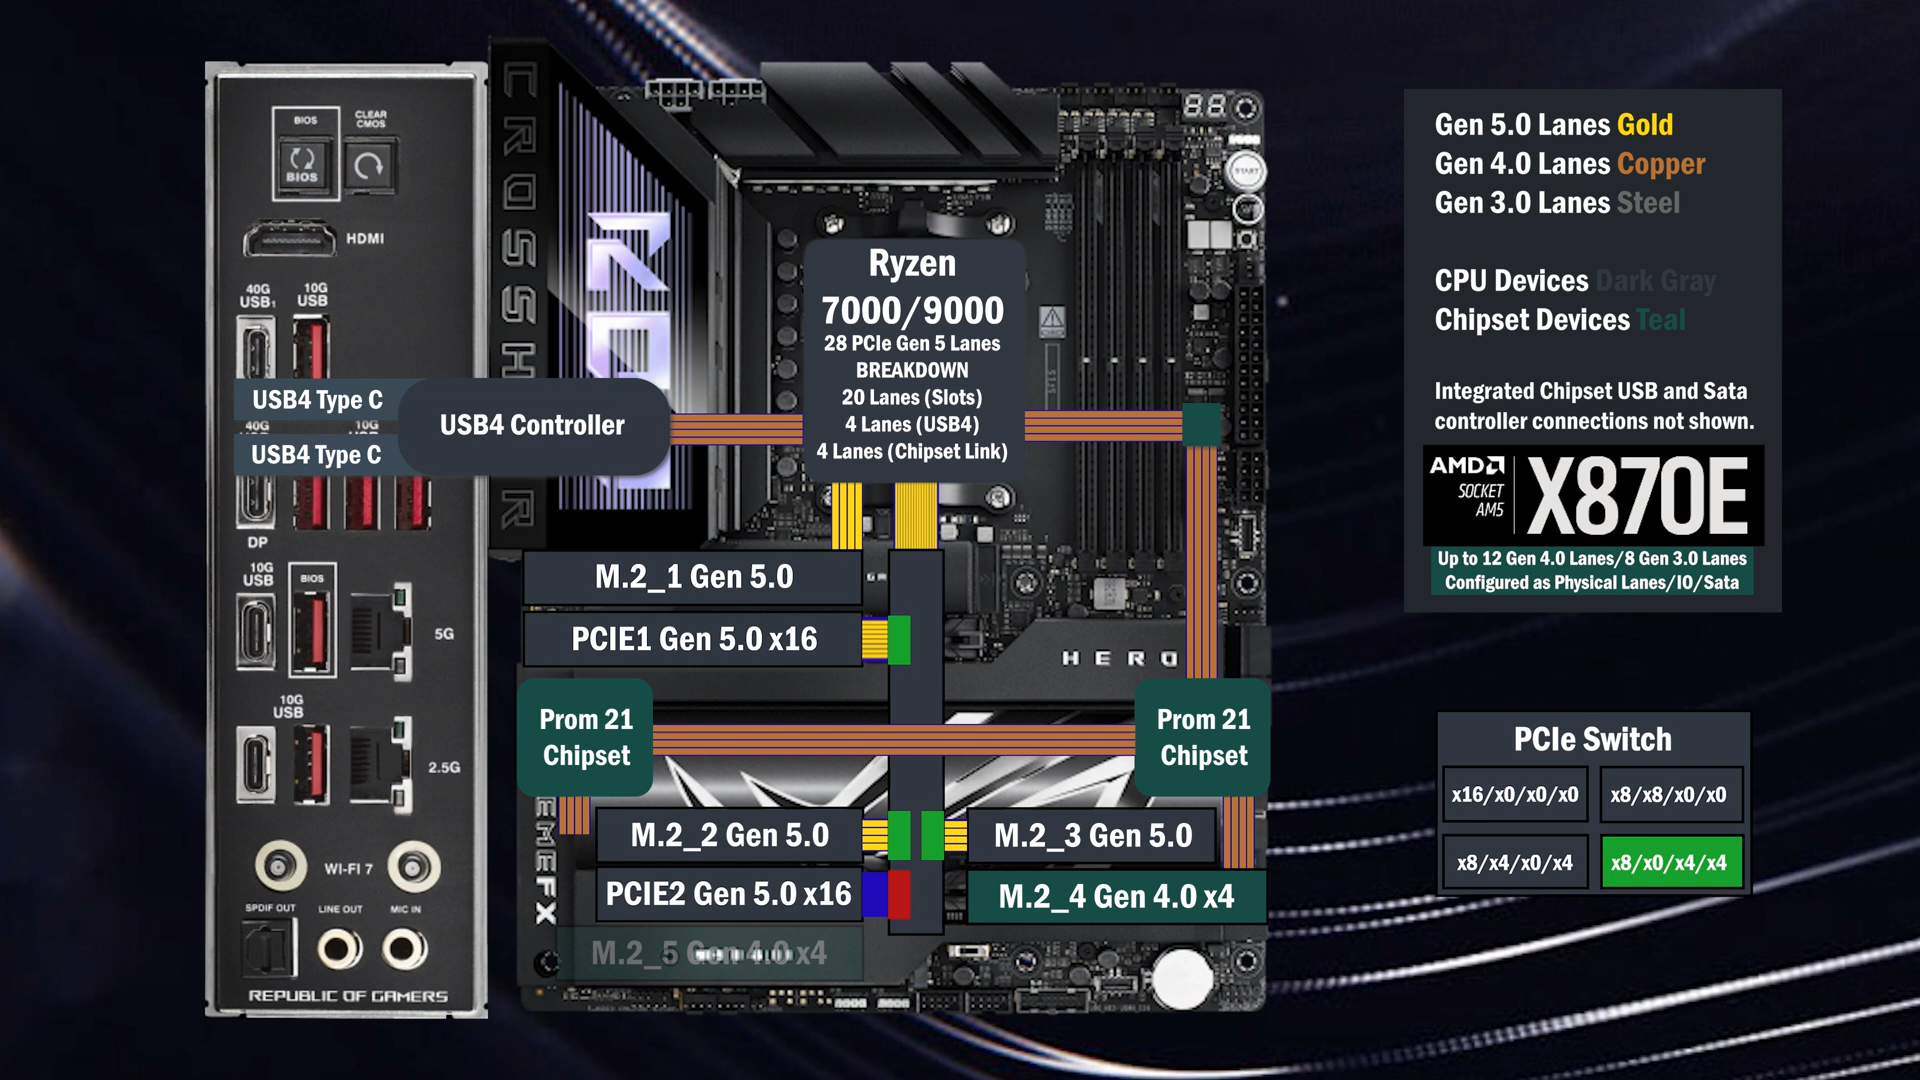 BIOS
CLEAR
CMOS
BIOS
HDMI
40G
USB
10G
USB
USB4 Type C
40G
10G
USB4 Type C
USB4 Controller
DP
10G
USB
BIOS
5G
10G
USB
2.5G
WI-FI 7
SPDIF OUT
LINE OUT
MIC IN
REPUBLIC OF GAMERS
CROSSH
R
88
START
Ryzen
7000/9000
28 PCIe Gen 5 Lanes
BREAKDOWN
20 Lanes (Slots)
4 Lanes (USB4)
4 Lanes (Chipset Link)
M.2_1 Gen 5.0
PCIE1 Gen 5.0 x16
HERO
Prom 21
Chipset
Prom 21
Chipset
EMEFX
M.2_2 Gen 5.0
M.2_3 Gen 5.0
PCIE2 Gen 5.0 x16
M.2_4 Gen 4.0 x4
M.2_5 Gen 4.0 x4
Gen 5.0 Lanes Gold
Gen 4.0 Lanes Copper
Gen 3.0 Lanes Steel
CPU Devices Dark Gray
Chipset Devices Teal
Integrated Chipset USB and Sata
controller connections not shown.
AMD
SOCKET
AM5
X870E
Up to 12 Gen 4.0 Lanes/8 Gen 3.0 Lanes
Configured as Physical Lanes/IO/Sata
PCIe Switch
x16/x0/x0/x0
x8/x8/x0/x0
x8/x4/x0/x4
x8/x0/x4/x4